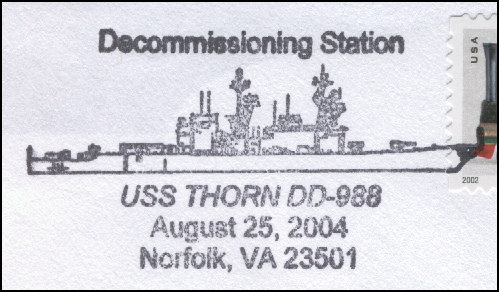 Decommissioning Station
USA
2002
USS THORN DD-988
August 25, 2004
Norfolk, VA 23501